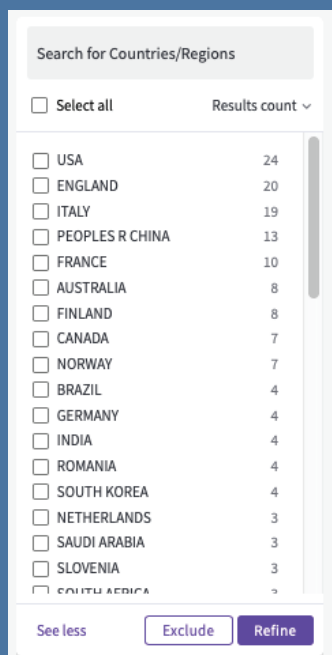 Search for Countries/Regions
Select all Results count
USA 24
ENGLAND 20
ITALY 19
PEOPLES R CHINA 13
FRANCE 10
AUSTRALIA 8
FINLAND 8
CANADA 7
NORWAY 7
BRAZIL 4
GERMANY 4
INDIA 4
ROMANIA 4
SOUTH KOREA 4
NETHERLANDS 3
SAUDI ARABIA 3
SLOVENIA 3
SOUTH AFRICA
See less Exclude Refine